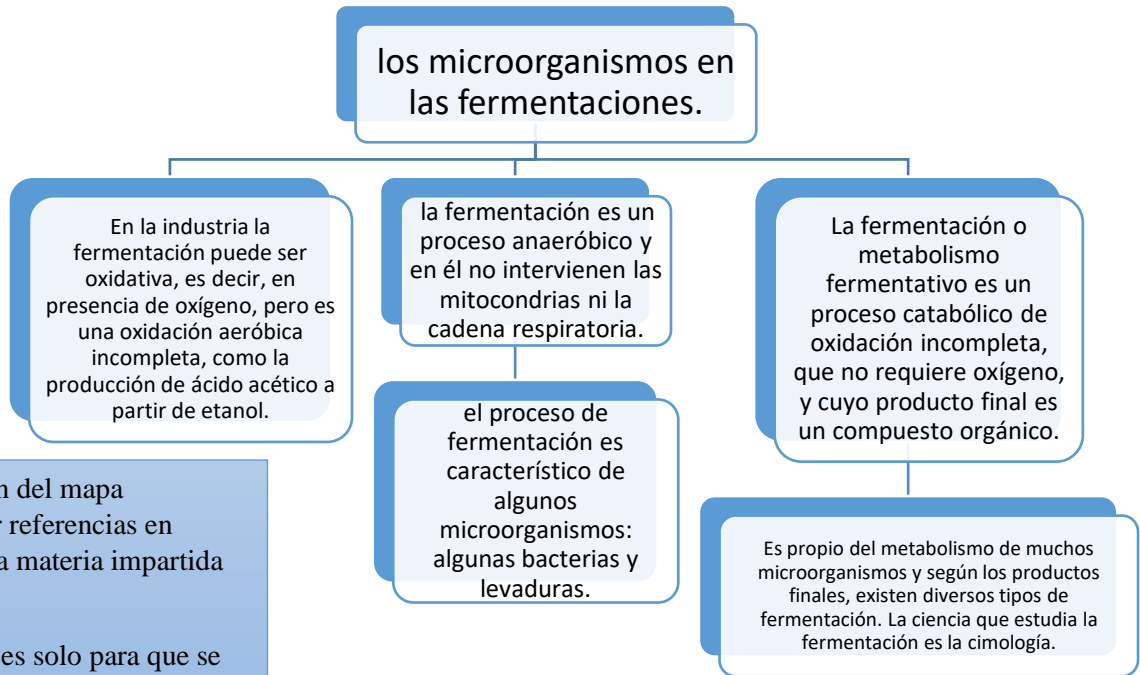 los microorganismos en
las fermentaciones.
En la industria la
fermentación puede ser
oxidativa, es decir, en
presencia de oxígeno, pero es
una oxidación aeróbica
incompleta, como la
producción de ácido acético a
partir de etanol.
la fermentación es un
proceso anaeróbico y
en él no intervienen las
mitocondrias ni la
cadena respiratoria.
el proceso de
fermentación es
característico de
algunos
microorganismos:
algunas bacterias y
levaduras.
La fermentación o
metabolismo
fermentativo es un
proceso catabólico de
oxidación incompleta,
que no requiere oxígeno,
y cuyo producto final es
un compuesto orgánico.
Es propio del metabolismo de muchos
microorganismos y según los productos
finales, existen diversos tipos de
fermentación. La ciencia que estudia la
fermentación es la cimología.
del mapa
referencias en
materia impartida
es solo para que se